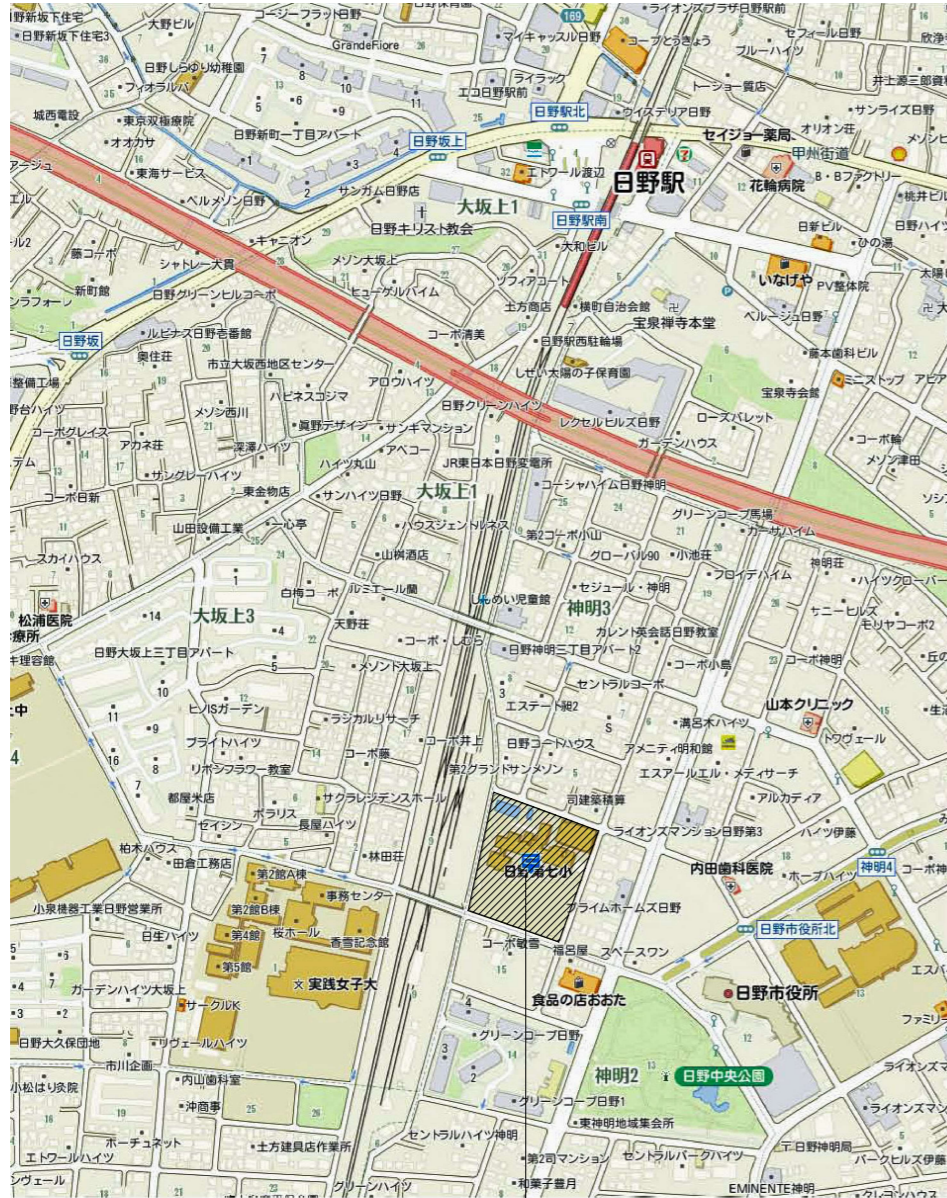 日野新坂下住宅
大野ビル
コージーフラット日野
169
ライオンズプラザ日野駅前
日野新坂下住宅3
GrandeFiore
マイキャッスル日野
コープとうきょう
セフィール日野
ブルーハイツ
日野しらゆり幼稚園
フィオラルバ
ライラック
エコ日野駅前
トーショー質店
城西電設
東京双極療院
日野駅北
ウイステリア日野
サンライズ日野
オオカサ
日野新町一丁目アパート
日野坂上
セイジョー薬局
オリオン荘
甲州街道
東海サービス
エトワール渡辺
日野駅
花輪病院
B・Bファクトリー
ベルメゾン日野
サンガム日野店
大坂上1
日野駅南
桃井ビル
日野キリスト教会
日新ビル
キャニオン
大和ビル
ひの湯
藤コーポ
シャトレー大貫
メゾン大坂上
ソフィアコート
いなげや
PV整体院
新町館
日野グリーンヒルコーポ
ヒューゲルハイム
土方商店
横町自治会館
宝泉禅寺本堂
ベルージュ日野
日野坂
ルピナス日野壱番館
コーポ清美
日野駅西駐輪場
藤本歯科ビル
奥住荘
市立大坂西地区センター
アロウハイツ
しせい太陽の子保育園
宝泉寺会館
ミニストップ
メゾン西川
ハピネスコジマ
日野クリーンハイツ
レクセルヒルズ日野
ローズパレット
コーポグレイス
アカネ荘
深澤ハイツ
眞野デザイン
サンキマンション
ガーデンハウス
コーポ輪
サングレーハイツ
ハイツ丸山
アベコー
JR東日本日野変電所
メゾン津田
コーポ日新
東金物店
サンハイツ日野
大坂上1
コーシャハイム日野神明
グリーンコープ馬場
山田設備工業
一心亭
ハウスジェントルネス
第2コーポ小山
カーサハイム
スカイハウス
山桝酒店
グローバル90
小池荘
神明荘
白梅コーポ
ルミエール蘭
セジュール・神明
フロイデハイム
ハイツクローバー
松浦医院
大坂上3
しんめい児童館
神明3
サニーヒルズ
モリヤコーポ2
天野荘
コーポ・しむら
カレント英会話日野教室
日野大坂上三丁目アパート
メゾント大坂上
日野神明三丁目アパート2
コーポ小島
コーポ神明
セントラルコーポ
ヒノISガーデン
ラジカルリサーチ
エステート昶2
溝呂木ハイツ
山本クリニック
ブライトハイツ
コーポ藤
コーポ井上
日野コートハウス
アメニティ明和館
トワヴェール
リボンフラワー教室
第2グランドサンメゾン
エスアールエル・メディサーチ
都屋米店
ポラリス
サクラレジデンスホール
司建築積算
アルカディア
セイシン
長屋ハイツ
ライオンズマンション日野第3
ハイツ伊藤
柏木ハウス
田倉工務店
林田荘
日野第七小
内田歯科医院
ホープハイツ
神明4
第2館A棟
事務センター
小泉機器工業日野営業所
第2館B棟
桜ホール
プライムホームズ日野
日生ハイツ
第4館
香雪記念館
コーポ敏雪
福呂屋
スペースワン
日野市役所北
第5館
ガーデンハイツ大坂上
実践女子大
食品の店おおた
日野市役所
サークルK
日野大久保団地
リヴェールハイツ
グリーンコープ日野
市川企画
神明2
日野中央公園
小松はり灸院
内山歯科室
沖商事
グリーンコープ日野1
東神明地域集会所
ポーチュネット
土方建具店作業所
セントラルハイツ神明
日野神明局
エトワールハイツ
第2司マンション
セントラルパークハイツ
パークヒルズ伊藤
グリーンハイツ
和菓子豊月
EMINENTE神明